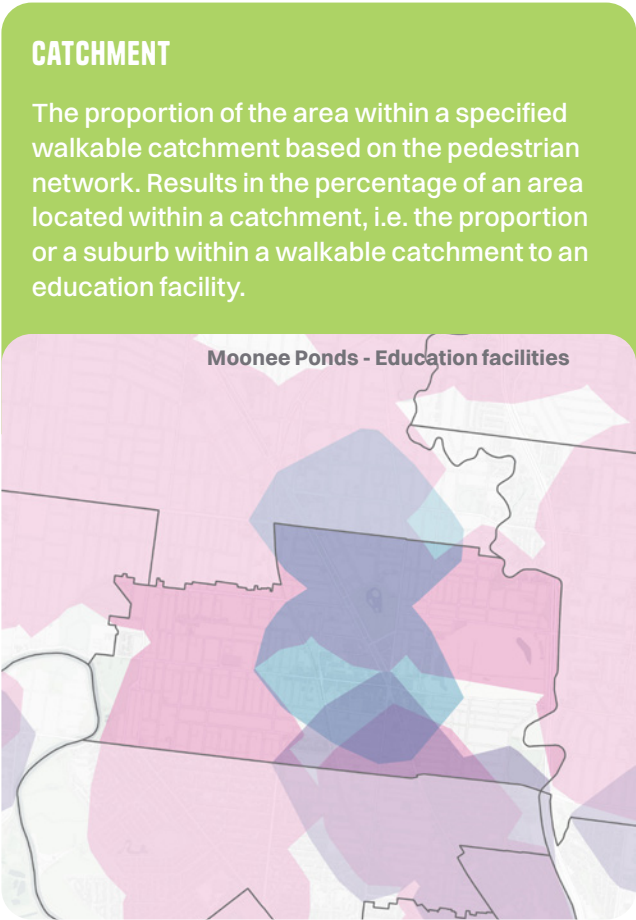 CATCHMENT
The proportion of the area within a specified
walkable catchment based on the pedestrian
network. Results in the percentage of an area
located within a catchment, i.e. the proportion
or a suburb within a walkable catchment to an
education facility.
Moonee Ponds - Education facilities